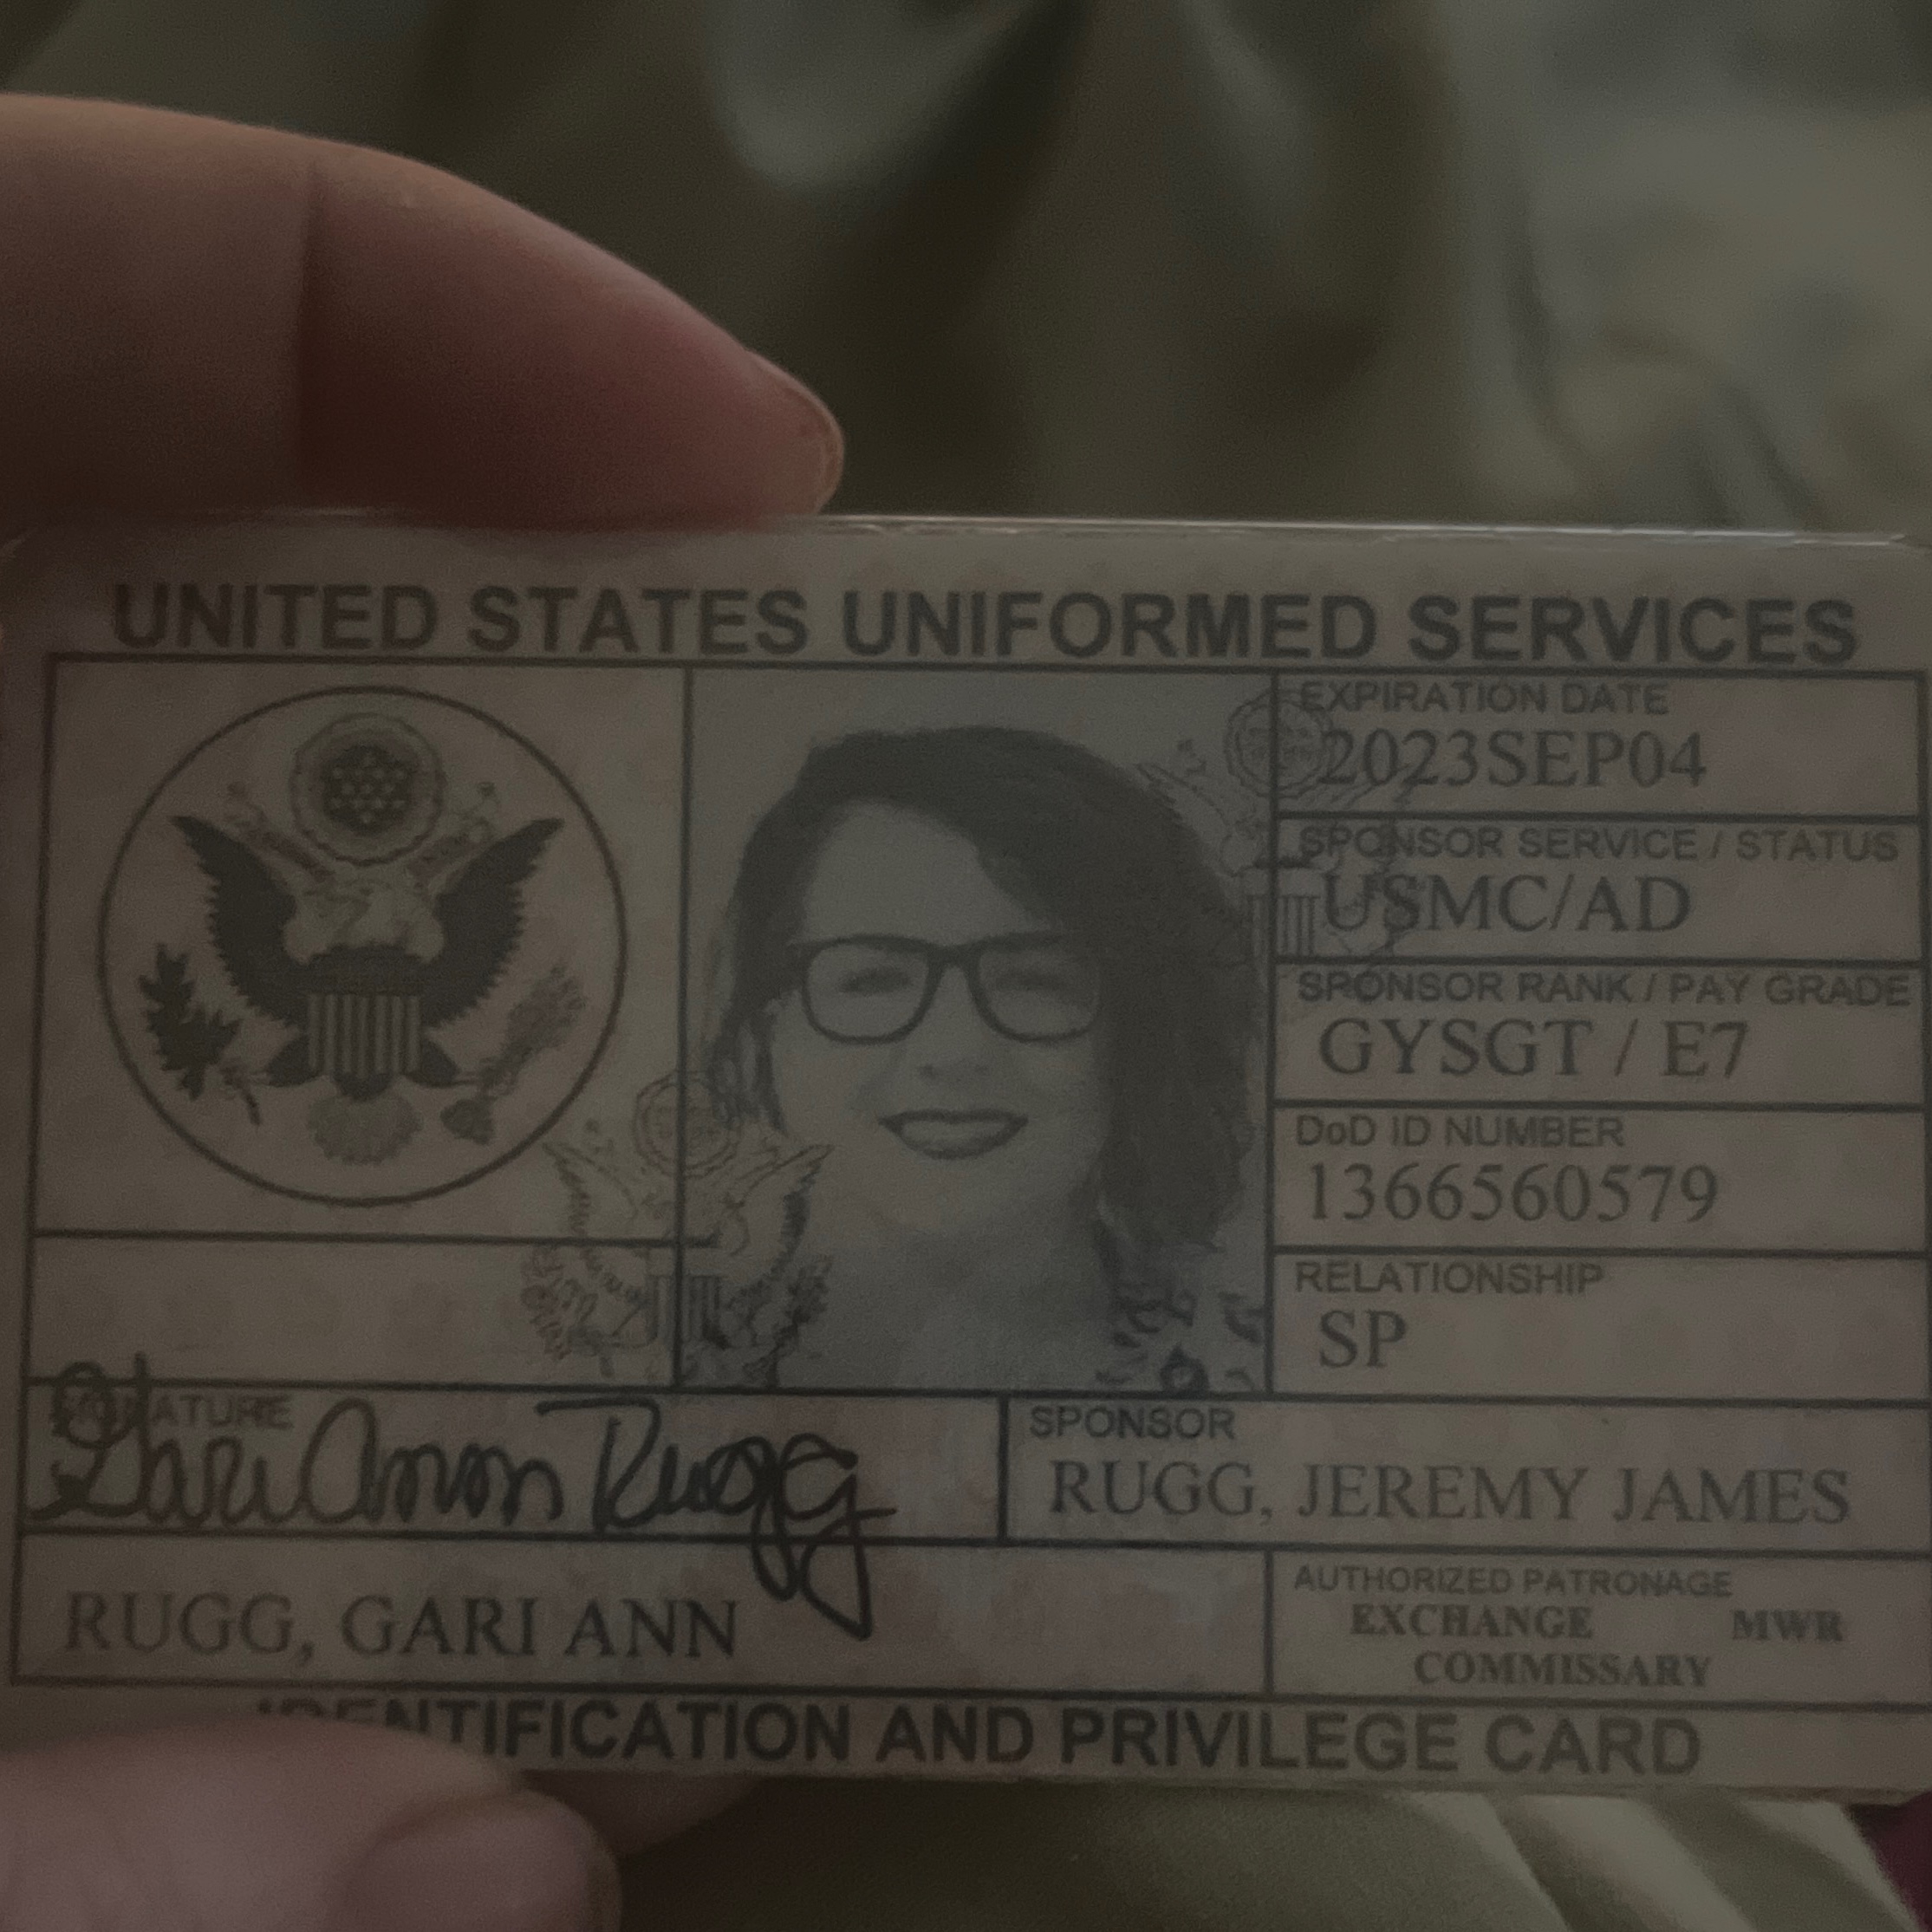 UNITED STATES UNIFORMED SERVICES
EXPIRATION DATE
2023SEP04
SPONSOR SERVICE / STATUS
USMC/AD
SPONSOR RANK / PAY GRADE
GYSGT / E7
DoD ID NUMBER
1366560579
RELATIONSHIP
SP
SIGNATURE
Gari Ann Rugg
SPONSOR
RUGG, JEREMY JAMES
RUGG, GARI ANN
AUTHORIZED PATRONAGE
EXCHANGE MWR
COMMISSARY
IDENTIFICATION AND PRIVILEGE CARD